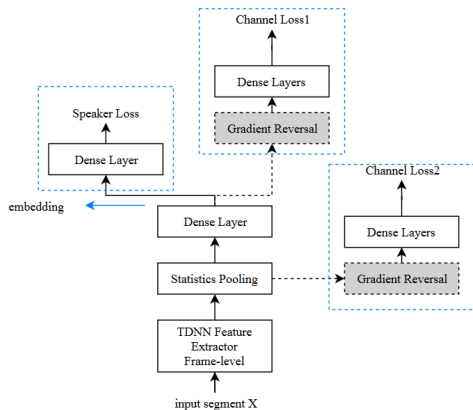 Channel Loss1
Dense Layers
Gradient Reversal
Speaker Loss
Dense Layer
Channel Loss2
embedding
Dense Layer
Dense Layers
Statistics Pooling
Gradient Reversal
TDNN Feature
Extractor
Frame-level
input segment X